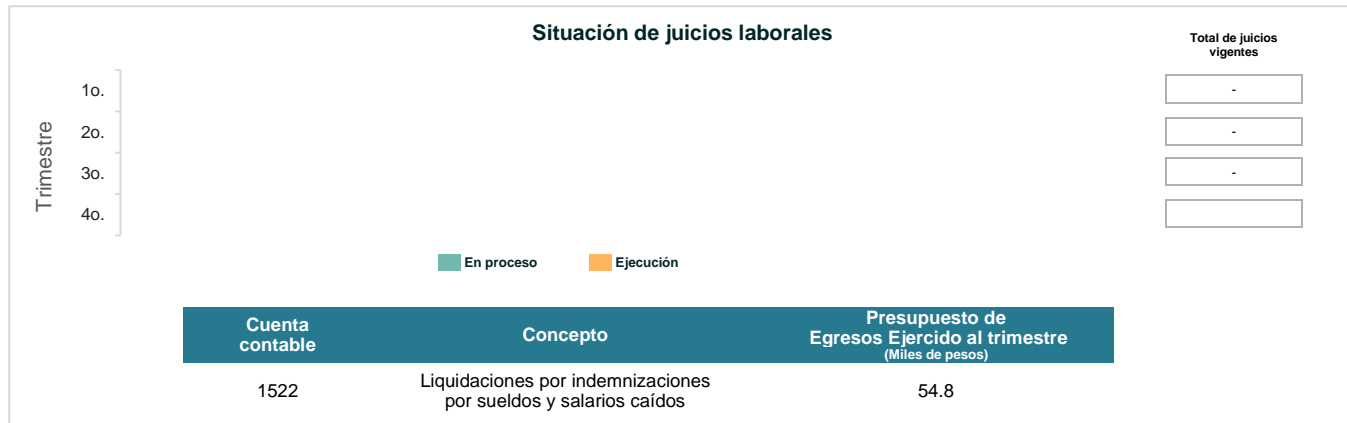 Situación de juicios laborales
Total de juicios
vigentes
Trimestre
1o.
-
2o.
-
3o.
-
4o.
En proceso
Ejecución
Cuenta
contable
Concepto
Presupuesto de
Egresos Ejercido al trimestre
(Miles de pesos)
1522
Liquidaciones por indemnizaciones
por sueldos y salarios caídos
54.8